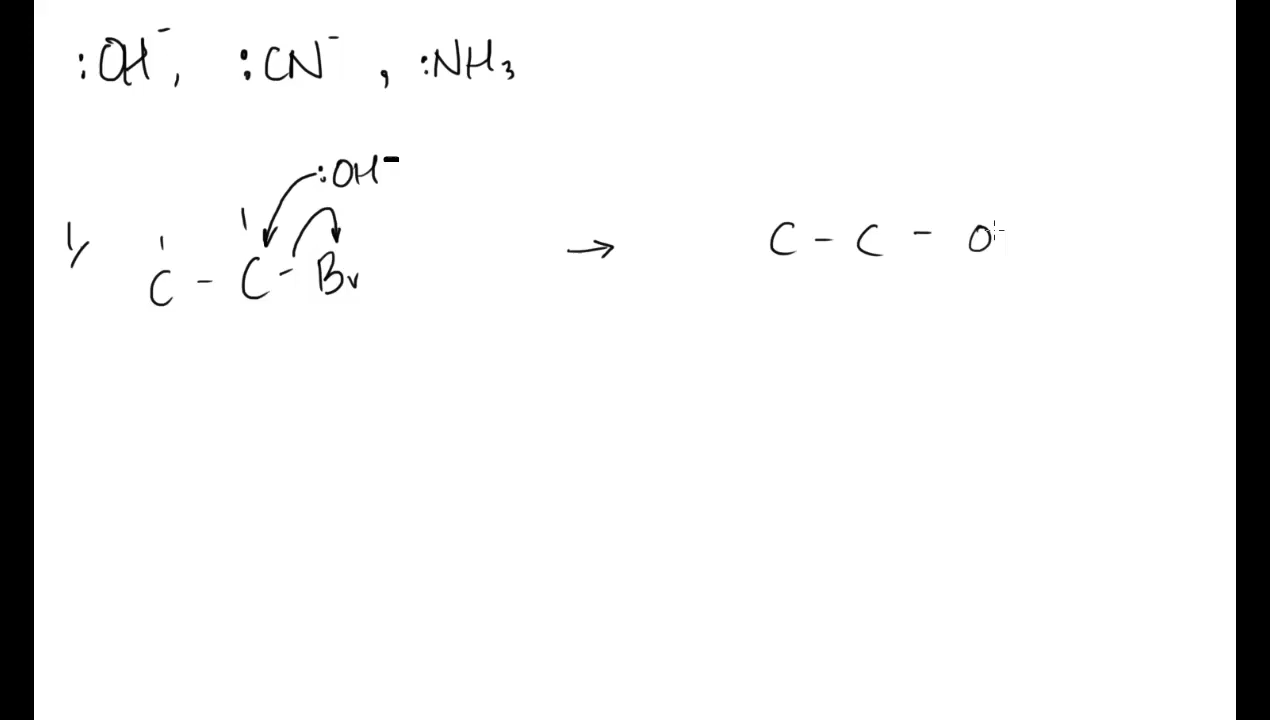 :OH⁻, :CN⁻, :NH₃
:OH⁻
1/ C - C - Br → C - C - O